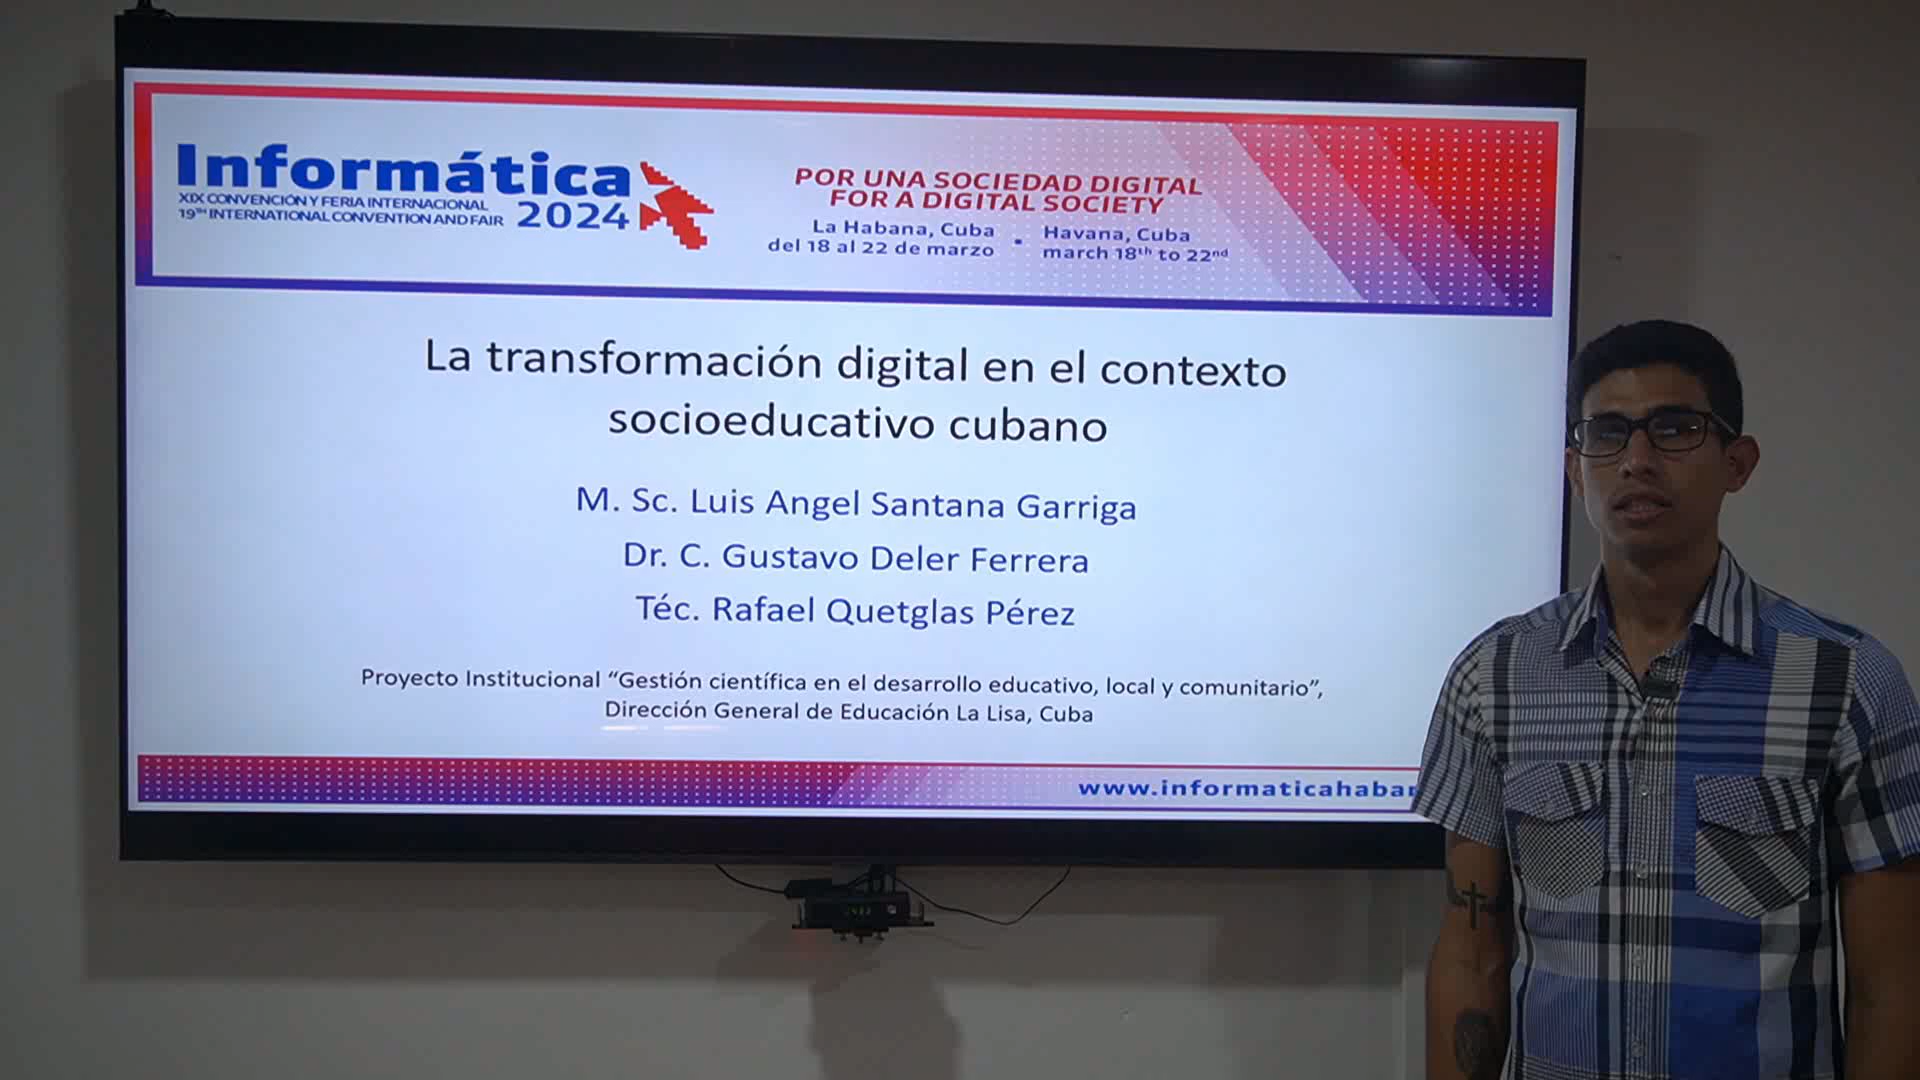 Informática
XIX CONVENCIÓN Y FERIA INTERNACIONAL
19TH INTERNATIONAL CONVENTION AND FAIR
2024
POR UNA SOCIEDAD DIGITAL
FOR A DIGITAL SOCIETY
La Habana, Cuba
del 18 al 22 de marzo
Havana, Cuba
march 18th to 22nd
La transformación digital en el contexto
socioeducativo cubano
M. Sc. Luis Angel Santana Garriga
Dr. C. Gustavo Deler Ferrera
Téc. Rafael Quetglas Pérez
Proyecto Institucional “Gestión científica en el desarrollo educativo, local y comunitario”,
Dirección General de Educación La Lisa, Cuba
www.informaticahabar